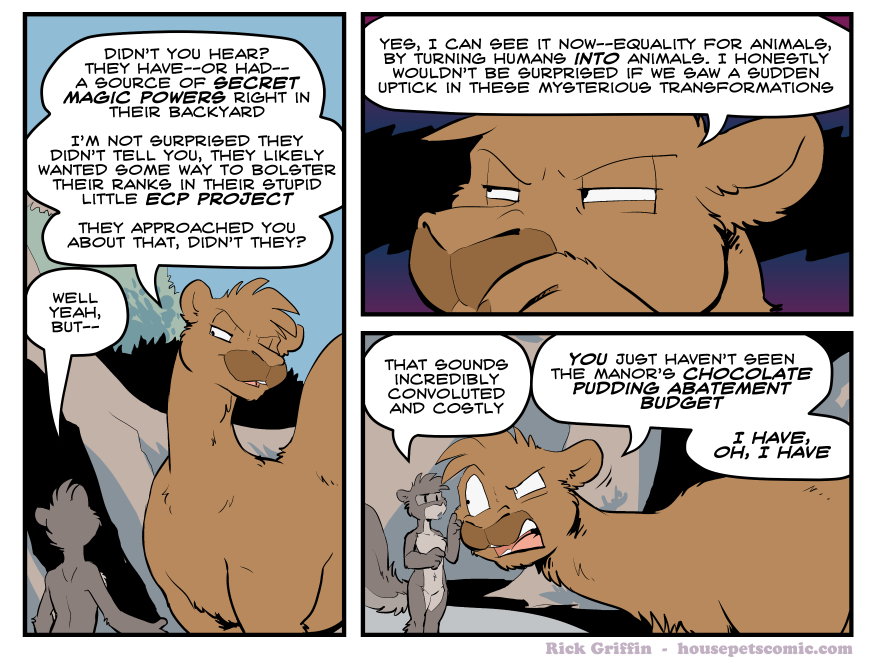 DIDN'T YOU HEAR?
THEY HAVE--OR HAD--
A SOURCE OF SECRET
MAGIC POWERS RIGHT IN
THEIR BACKYARD
I'M NOT SURPRISED THEY
DIDN'T TELL YOU, THEY LIKELY
WANTED SOME WAY TO BOLSTER
THEIR RANKS IN THEIR STUPID
LITTLE ECP PROJECT
THEY APPROACHED YOU
ABOUT THAT, DIDN'T THEY?
WELL
YEAH,
BUT--
YES, I CAN SEE IT NOW--EQUALITY FOR ANIMALS,
BY TURNING HUMANS INTO ANIMALS. I HONESTLY
WOULDN'T BE SURPRISED IF WE SAW A SUDDEN
UPTICK IN THESE MYSTERIOUS TRANSFORMATIONS
THAT SOUNDS
INCREDIBLY
CONVOLUTED
AND COSTLY
YOU JUST HAVEN'T SEEN
THE MANOR'S CHOCOLATE
PUDDING ABATEMENT
BUDGET
I HAVE,
OH, I HAVE
Rick Griffin - housepetscomic.com